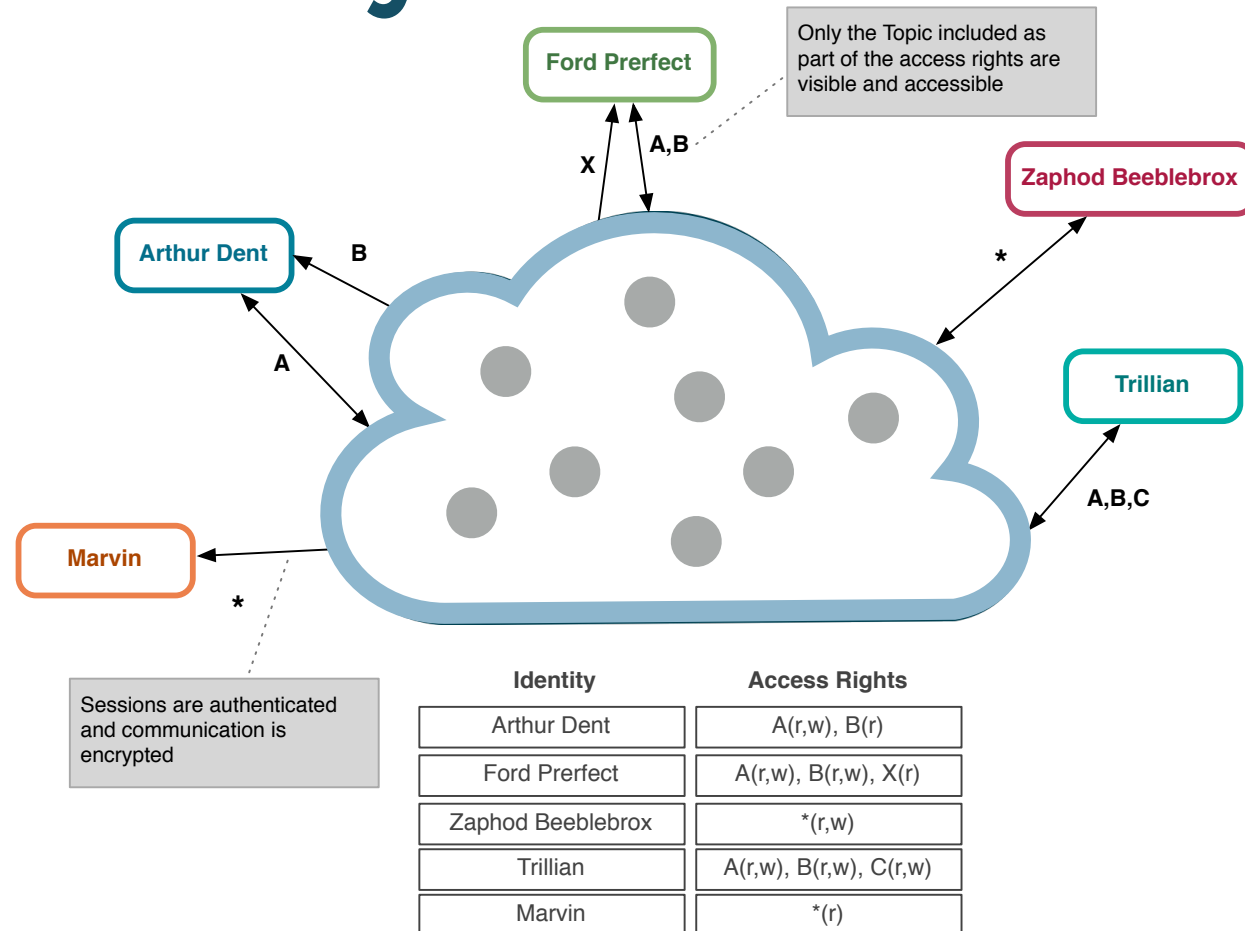 Ford Prerfect
Only the Topic included as
part of the access rights are
visible and accessible
X
A,B
Zaphod Beeblebrox
*
Arthur Dent
B
A
Trillian
A,B,C
Marvin
*
Sessions are authenticated
and communication is
encrypted
Identity Access Rights
Arthur Dent A(r,w), B(r)
Ford Prerfect A(r,w), B(r,w), X(r)
Zaphod Beeblebrox *(r,w)
Trillian A(r,w), B(r,w), C(r,w)
Marvin *(r)